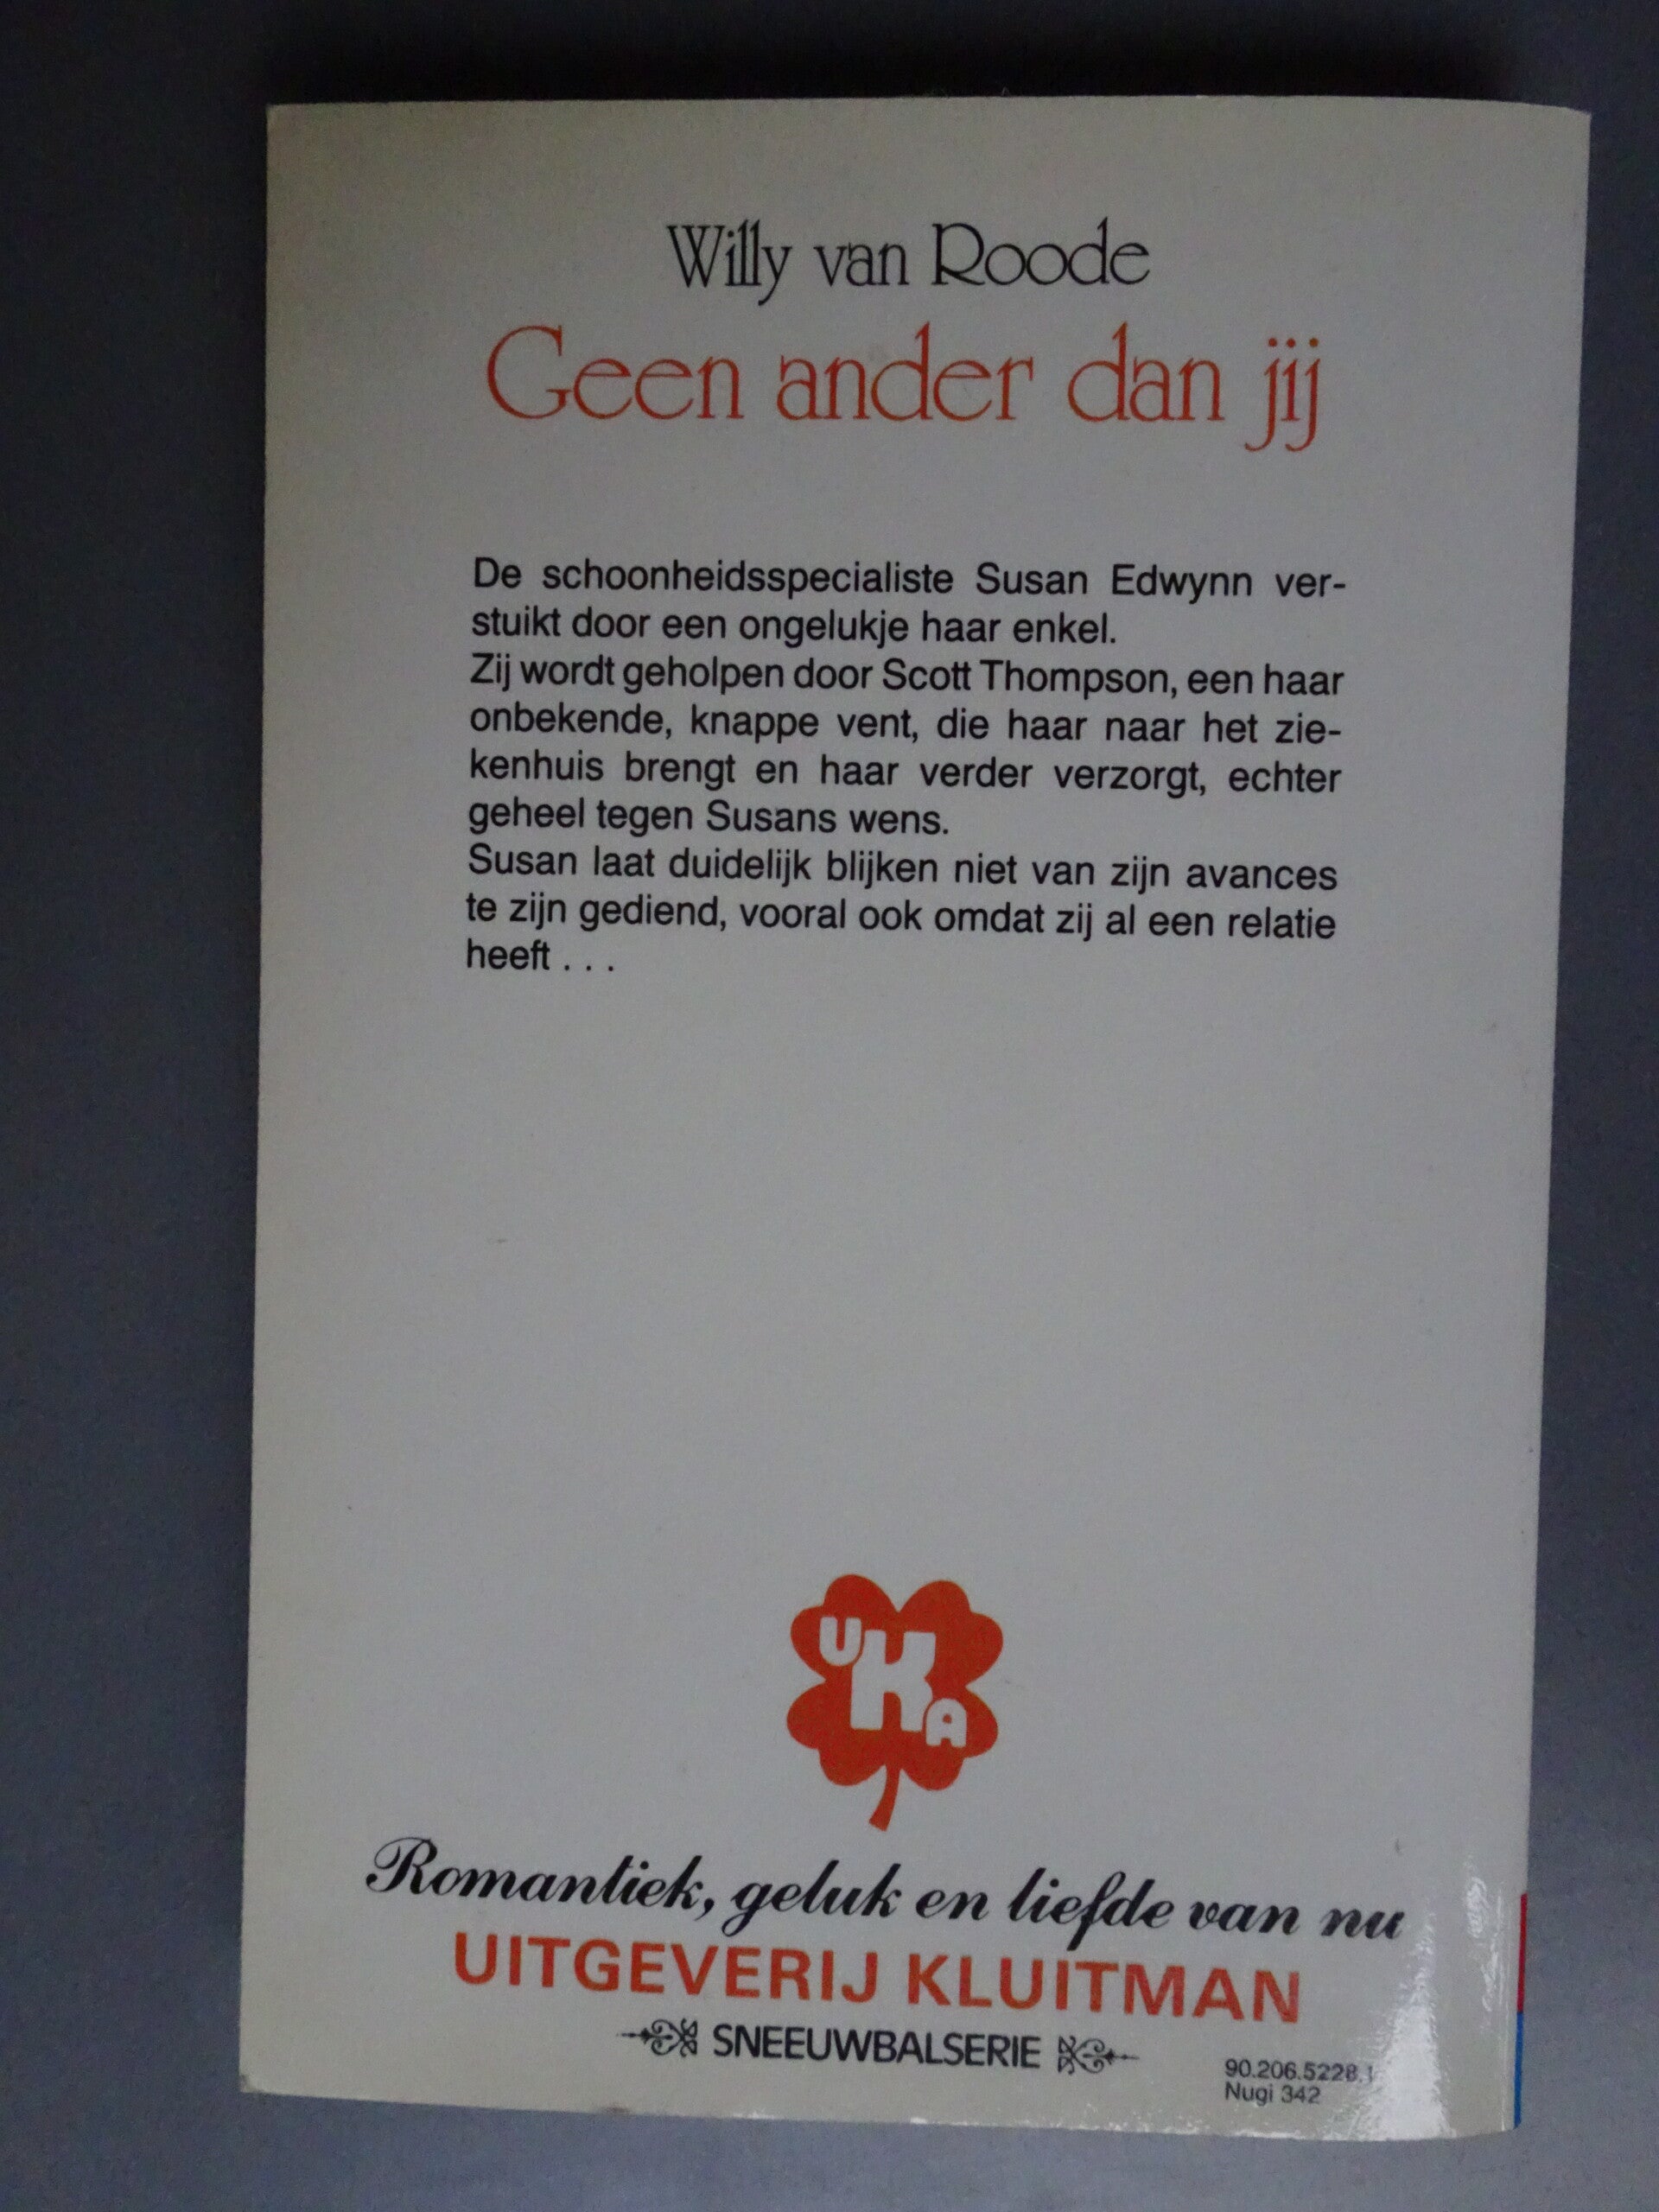 Willy van Roode
Geen ander dan jij
De schoonheidsspecialiste Susan Edwynn ver-
stuikt door een ongelukje haar enkel.
Zij wordt geholpen door Scott Thompson, een haar
onbekende, knappe vent, die haar naar het zie-
kenhuis brengt en haar verder verzorgt, echter
geheel tegen Susans wens.
Susan laat duidelijk blijken niet van zijn avances
te zijn gediend, vooral ook omdat zij al een relatie
heeft . . .
UKA
Romantiek, geluk en liefde van nu
UITGEVERIJ KLUITMAN
SNEEUWBALSERIE
90.206.5228.1
Nugi 342